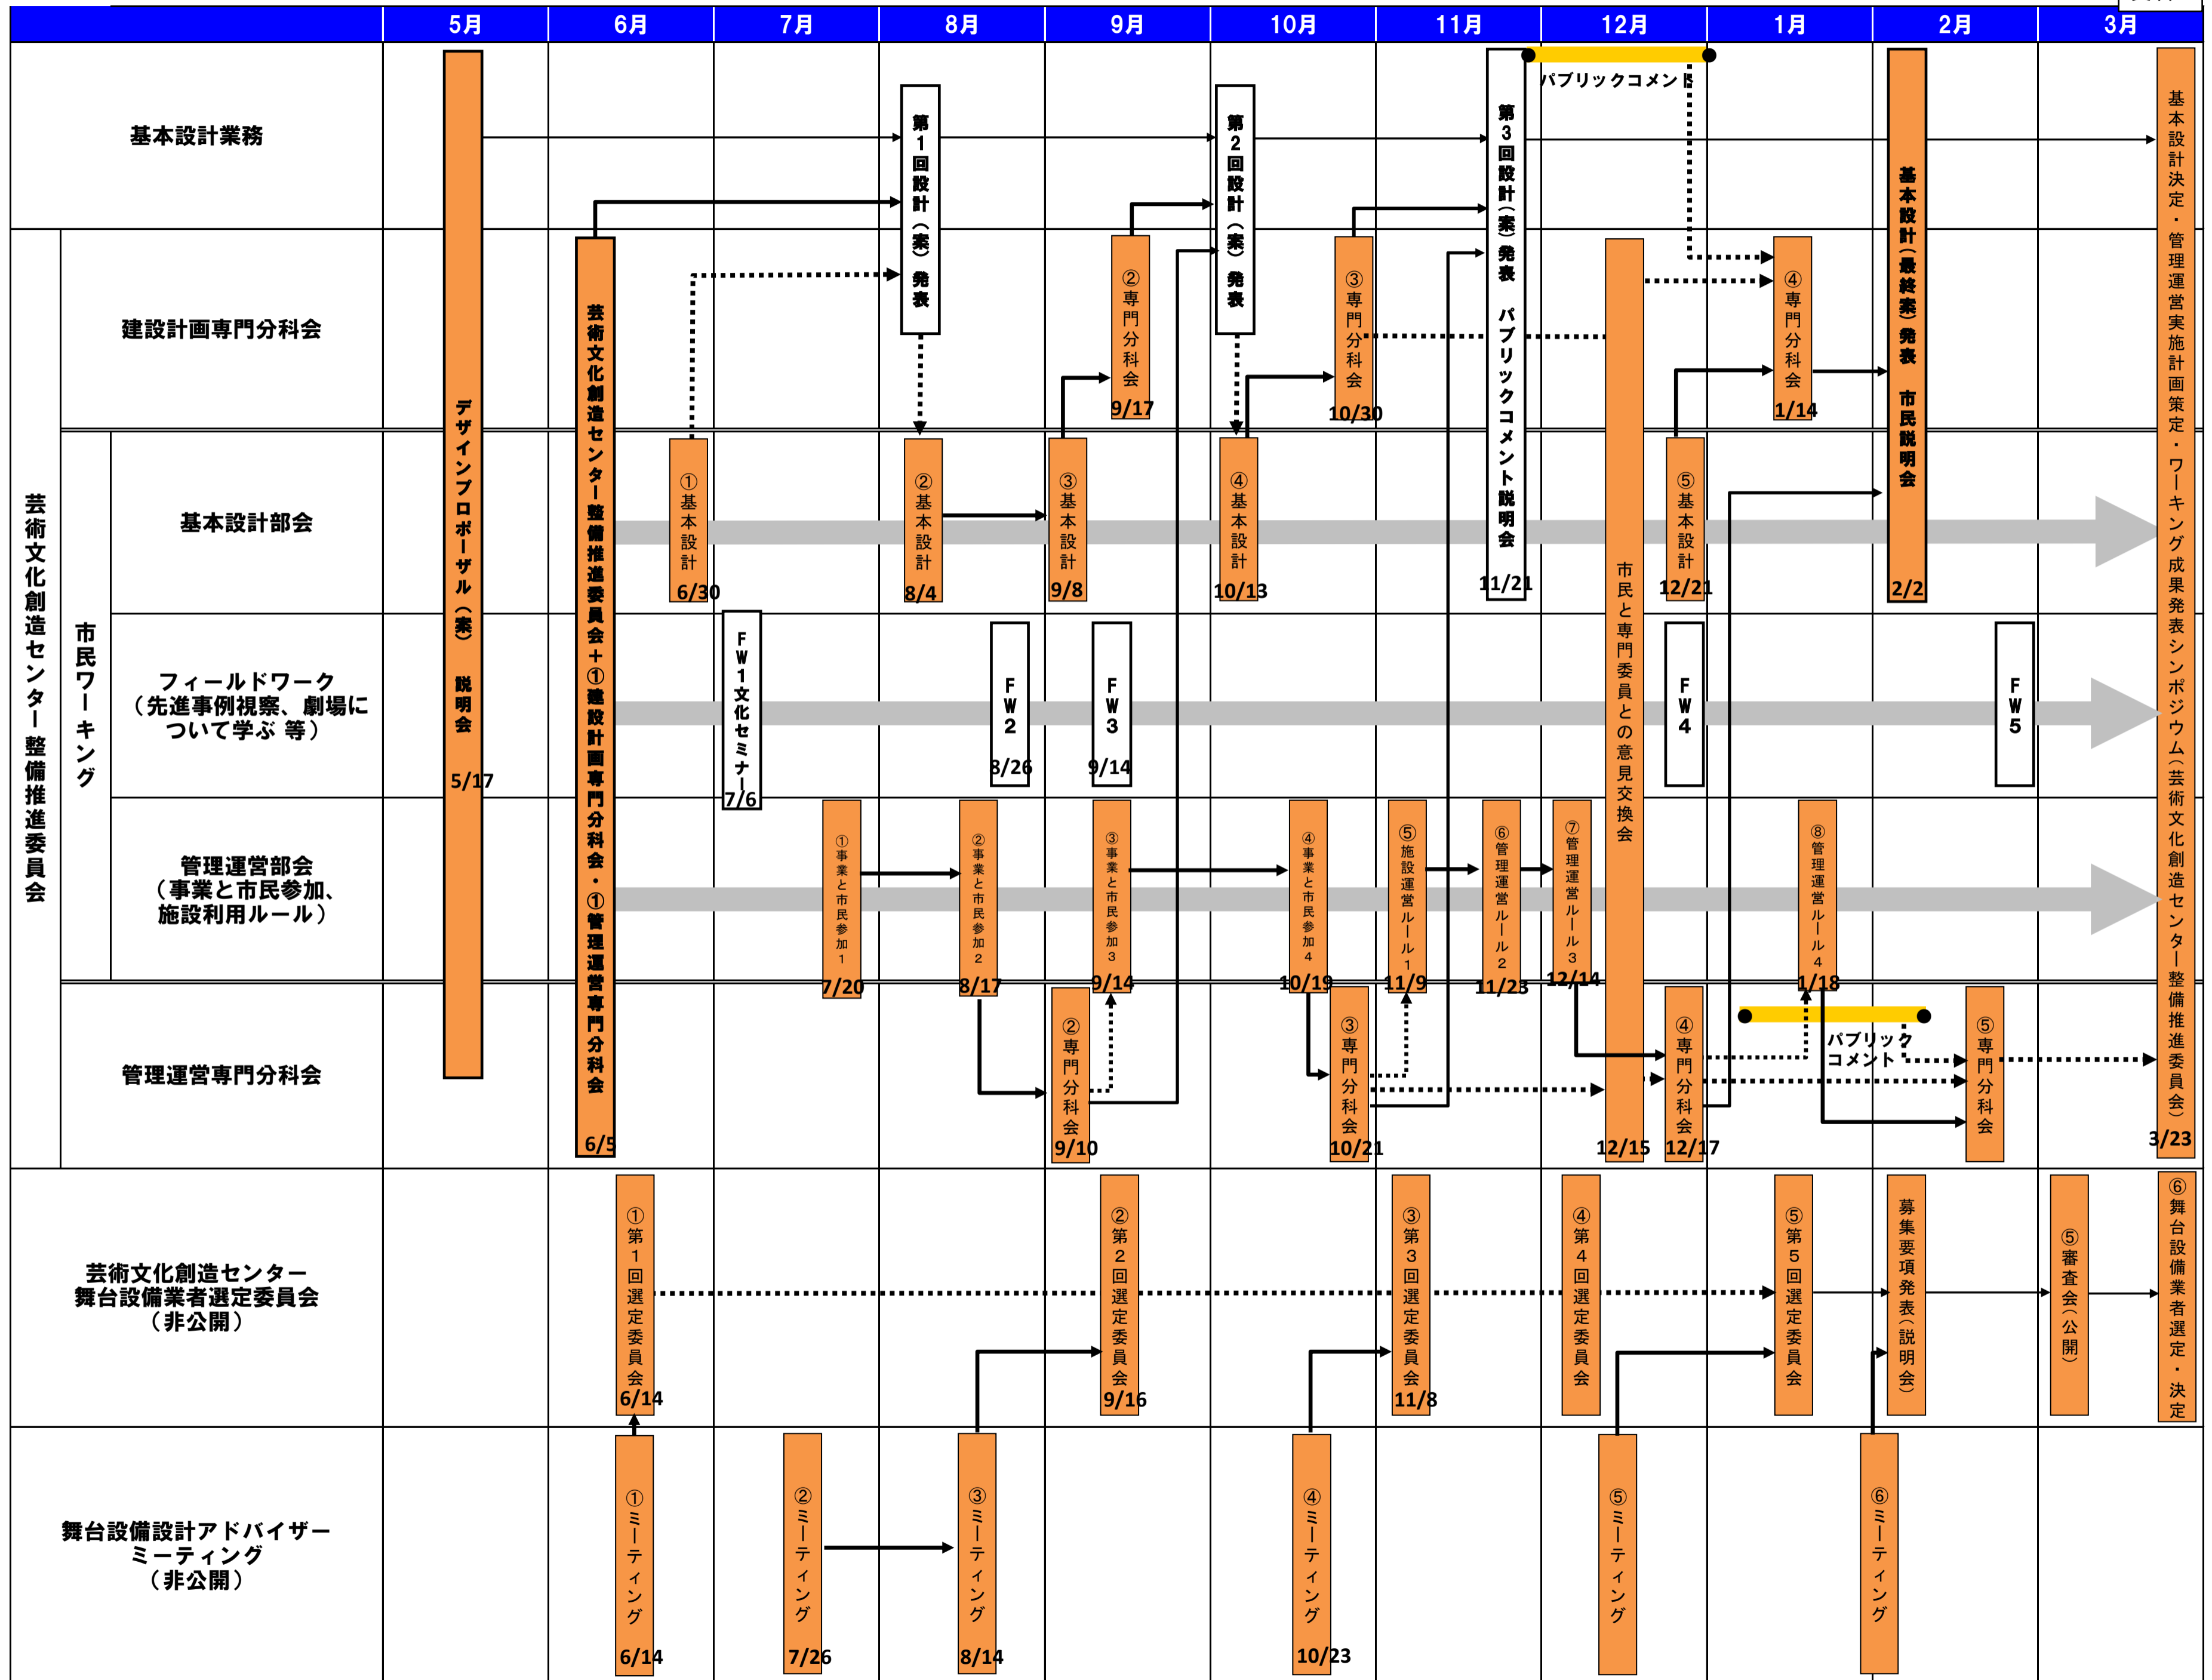 5月
6月
7月
8月
9月
10月
11月
12月
1月
2月
3月
基本設計業務
芸術文化創造センター整備推進委員会
建設計画専門分科会
市民ワーキング
基本設計部会
フィールドワーク
（先進事例視察、劇場に
ついて学ぶ 等）
管理運営部会
（事業と市民参加、
施設利用ルール）
管理運営専門分科会
芸術文化創造センター
舞台設備業者選定委員会
（非公開）
舞台設備設計アドバイザー
ミーティング
（非公開）
デザインプロポーザル（案） 説明会
5/17
芸術文化創造センター整備推進委員会＋①建設計画専門分科会・①管理運営専門分科会
6/5
第1回設計（案）発表
第2回設計（案）発表
第3回設計（案）発表 パブリックコメント説明会
11/21
パブリックコメント
基本設計（最終案）発表 市民説明会
2/2
基本設計決定・管理運営実施計画策定・ワーキング成果発表シンポジウム（芸術文化創造センター整備推進委員会）
3/23
②専門分科会
9/17
③専門分科会
10/30
④専門分科会
1/14
①基本設計
6/30
②基本設計
8/4
③基本設計
9/8
④基本設計
10/13
⑤基本設計
12/21
市民と専門委員との意見交換会
12/15
FW1文化セミナー
7/6
FW2
8/26
FW3
9/14
FW4
FW5
①事業と市民参加1
7/20
②事業と市民参加2
8/17
③事業と市民参加3
9/14
④事業と市民参加4
10/19
⑤施設運営ルール1
11/9
⑥管理運営ルール2
11/23
⑦管理運営ルール3
12/14
⑧管理運営ルール4
1/18
②専門分科会
9/10
③専門分科会
10/21
④専門分科会
12/17
パブリック
コメント
⑤専門分科会
①第1回選定委員会
6/14
②第2回選定委員会
9/16
③第3回選定委員会
11/8
④第4回選定委員会
⑤第5回選定委員会
募集要項発表（説明会）
⑤審査会（公開）
⑥舞台設備業者選定・決定
①ミーティング
6/14
②ミーティング
7/26
③ミーティング
8/14
④ミーティング
10/23
⑤ミーティング
⑥ミーティング